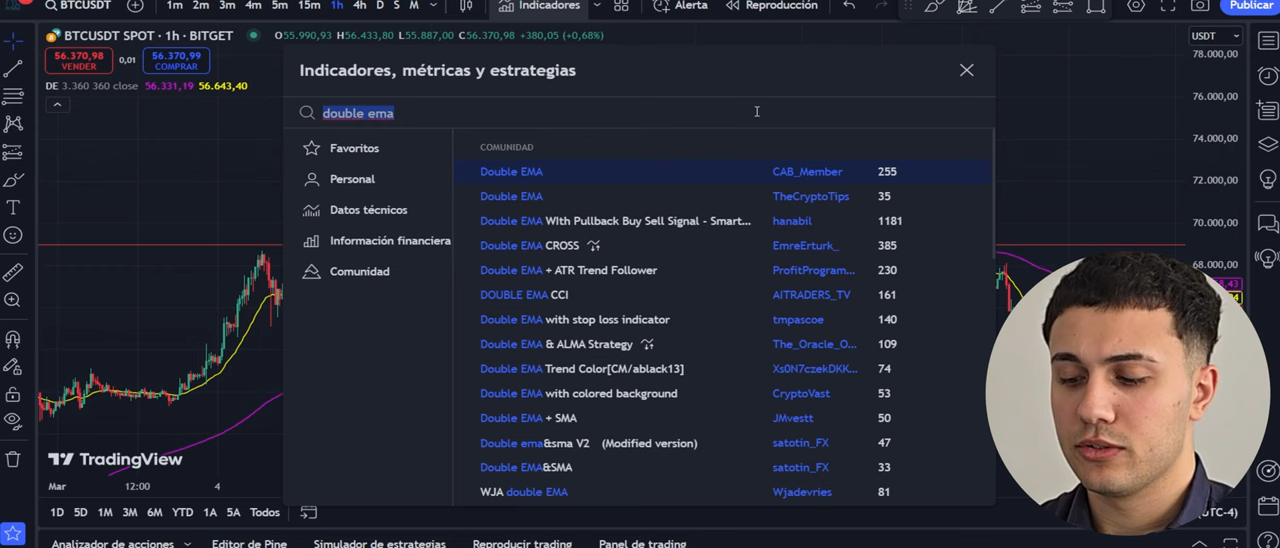 BTCUSDT
1m 2m 3m 5m 15m 1h 4h D S M
Indicadores
Alerta
Reproducción
Publicar
BTCUSDT SPOT · 1h · BITGET
O55.990,93 H56.433,80 L55.887,00 C56.370,98 +380,05 (+0,68%)
56.370,98
VENDER
0,01
56.370,99
COMPRAR
DE 3.360 360 close 56.331,19 56.643,40
Indicadores, métricas y estrategias
double ema
Favoritos
Personal
Datos técnicos
Información financiera
Comunidad
COMUNIDAD
Double EMA CAB_Member 255
Double EMA TheCryptoTips 35
Double EMA WIth Pullback Buy Sell Signal - Smart... hanabil 1181
Double EMA CROSS EmreErturk_ 385
Double EMA + ATR Trend Follower ProfitProgram... 230
DOUBLE EMA CCI AITRADERS_TV 161
Double EMA with stop loss indicator tmpascoe 140
Double EMA & ALMA Strategy The_Oracle_O... 109
Double EMA Trend Color[CM/ablack13] Xs0N7czekDKK... 74
Double EMA with colored background CryptoVast 53
Double EMA + SMA JMvestt 50
Double ema&sma V2 (Modified version) satotin_FX 47
Double EMA&SMA satotin_FX 33
WJA double EMA Wjadevries 81
USDT
78.000,00
76.000,00
74.000,00
72.000,00
70.000,00
68.000,00
TradingView
Mar 12:00 4
1D 5D 1M 3M 6M YTD 1A 5A Todos
(UTC-4)
Analizador de acciones
Editor de Pine
Simulador de estrategias
Reproducir trading
Panel de trading